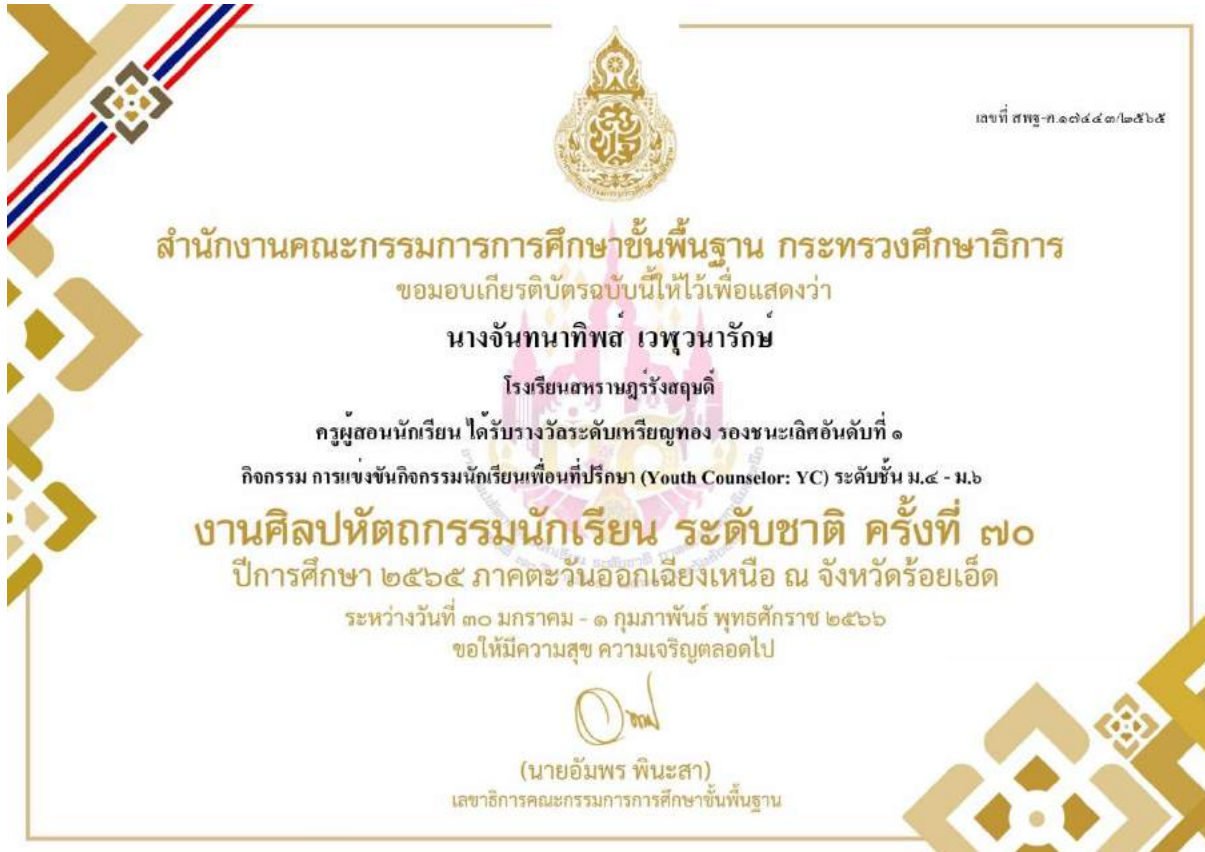 เลขที่ สพฐ-ค.๑๗๔๔๓/๒๕๖๕
สำนักงานคณะกรรมการการศึกษาขั้นพื้นฐาน กระทรวงศึกษาธิการ
ขอมอบเกียรติบัตรฉบับนี้ให้ไว้เพื่อแสดงว่า
นางจันทนาทิพส์ เวฬุวนารักษ์
โรงเรียนสหราษฎร์รังสฤษดิ์
ครูผู้สอนนักเรียน ได้รับรางวัลระดับเหรียญทอง รองชนะเลิศอันดับที่ ๑
กิจกรรม การแข่งขันกิจกรรมนักเรียนเพื่อนที่ปรึกษา (Youth Counselor: YC) ระดับชั้น ม.๔ - ม.๖
งานศิลปหัตถกรรมนักเรียน ระดับชาติ ครั้งที่ ๗๐
ปีการศึกษา ๒๕๖๕ ภาคตะวันออกเฉียงเหนือ ณ จังหวัดร้อยเอ็ด
ระหว่างวันที่ ๓๐ มกราคม - ๑ กุมภาพันธ์ พุทธศักราช ๒๕๖๖
ขอให้มีความสุข ความเจริญตลอดไป
(นายอัมพร พินะสา)
เลขาธิการคณะกรรมการการศึกษาขั้นพื้นฐาน